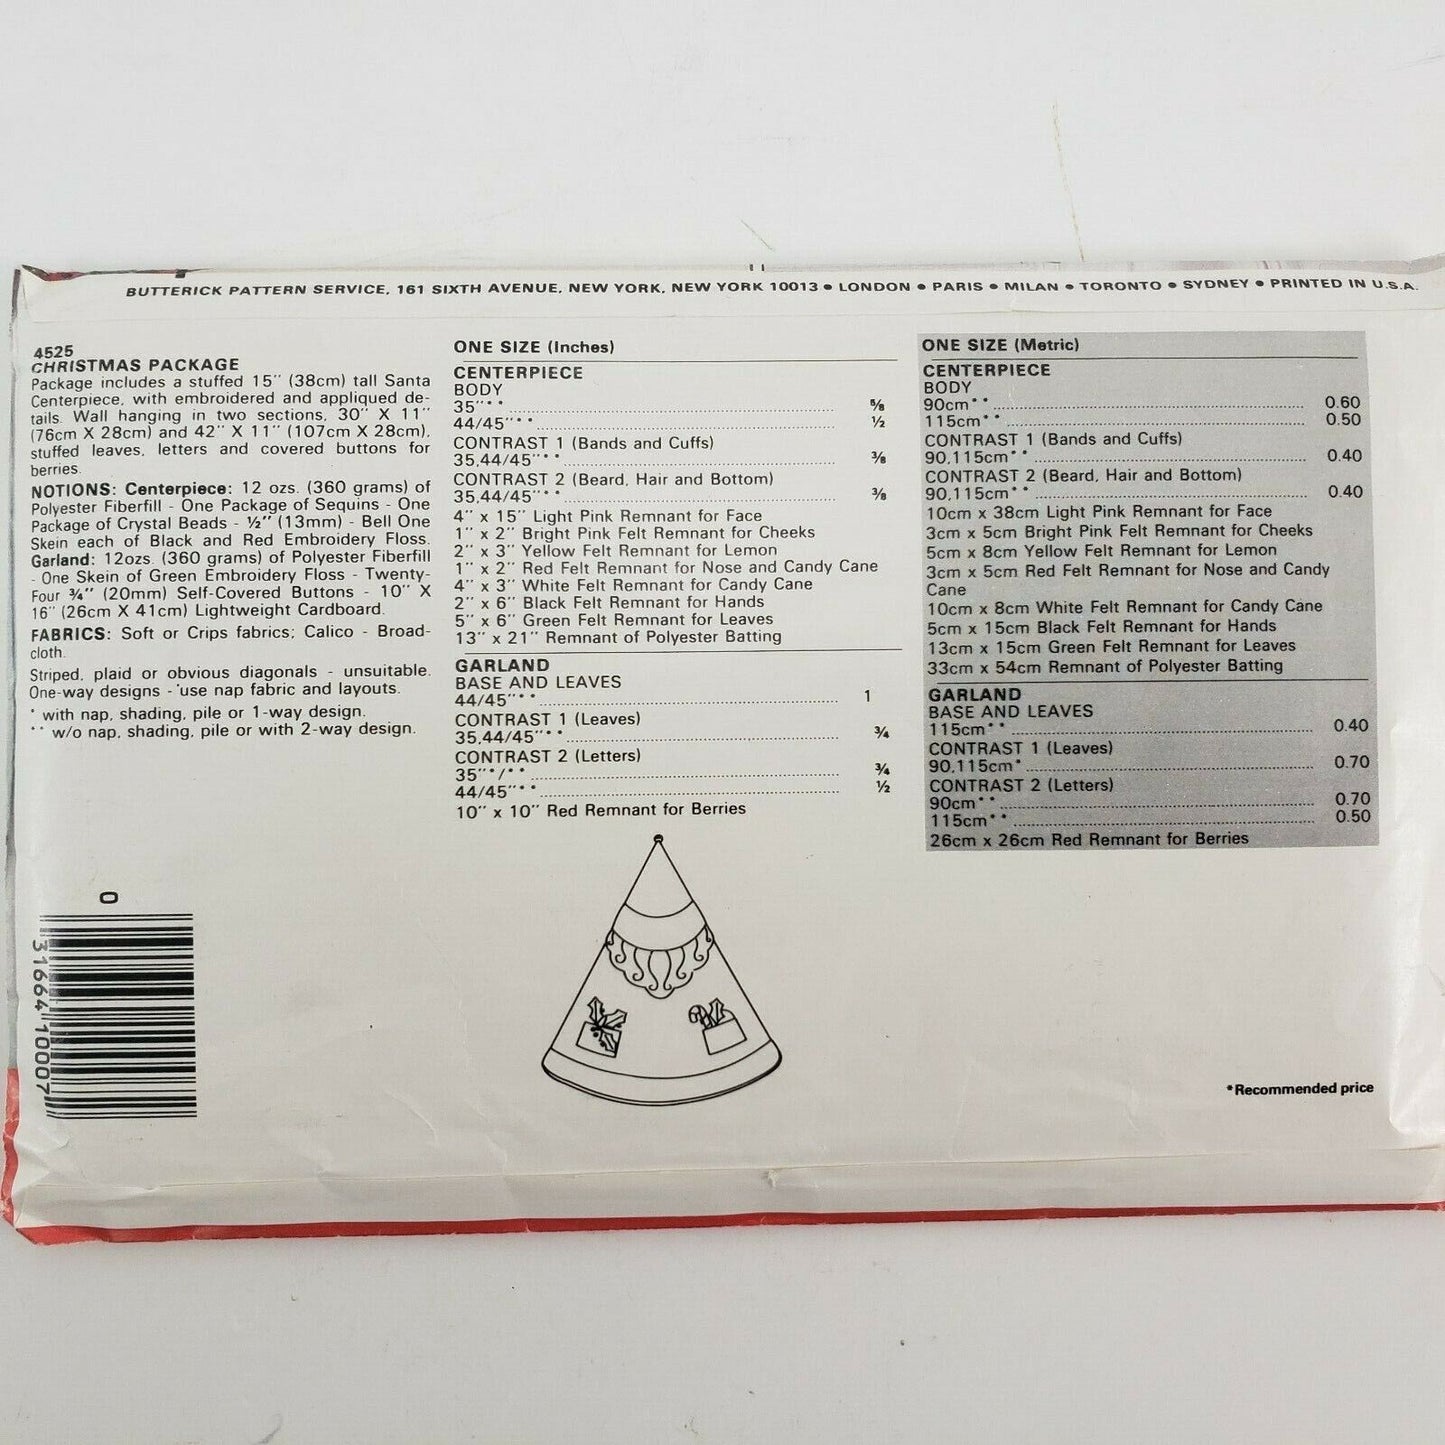 BUTTERICK PATTERN SERVICE, 161 SIXTH AVENUE, NEW YORK, NEW YORK 10013 • LONDON • PARIS • MILAN • TORONTO • SYDNEY • PRINTED IN U.S.A.
4525
CHRISTMAS PACKAGE
Package includes a stuffed 15" (38cm) tall Santa
Centerpiece, with embroidered and appliqued de-
tails. Wall hanging in two sections, 30" X 11"
(76cm X 28cm) and 42" X 11" (107cm X 28cm),
stuffed leaves, letters and covered buttons for
berries.
NOTIONS: Centerpiece: 12 ozs. (360 grams) of
Polyester Fiberfill - One Package of Sequins - One
Package of Crystal Beads - ½" (13mm) - Bell One
Skein each of Black and Red Embroidery Floss.
Garland: 12ozs. (360 grams) of Polyester Fiberfill
- One Skein of Green Embroidery Floss - Twenty-
Four ¾" (20mm) Self-Covered Buttons - 10" X
16" (26cm X 41cm) Lightweight Cardboard.
FABRICS: Soft or Crips fabrics; Calico - Broad-
cloth.
Striped, plaid or obvious diagonals - unsuitable.
One-way designs - use nap fabric and layouts.
* with nap, shading, pile or 1-way design.
** w/o nap, shading, pile or with 2-way design.
0
31664 10007
ONE SIZE (Inches)
CENTERPIECE
BODY
35"** ⅝
44/45"** ½
CONTRAST 1 (Bands and Cuffs)
35,44/45"** ⅜
CONTRAST 2 (Beard, Hair and Bottom)
35,44/45"** ⅜
4" x 15" Light Pink Remnant for Face
1" x 2" Bright Pink Felt Remnant for Cheeks
2" x 3" Yellow Felt Remnant for Lemon
1" x 2" Red Felt Remnant for Nose and Candy Cane
4" x 3" White Felt Remnant for Candy Cane
2" x 6" Black Felt Remnant for Hands
5" x 6" Green Felt Remnant for Leaves
13" x 21" Remnant of Polyester Batting
GARLAND
BASE AND LEAVES
44/45"** 1
CONTRAST 1 (Leaves)
35,44/45"** ¾
CONTRAST 2 (Letters)
35"*/** ¾
44/45"** ½
10" x 10" Red Remnant for Berries
ONE SIZE (Metric)
CENTERPIECE
BODY
90cm** 0.60
115cm** 0.50
CONTRAST 1 (Bands and Cuffs)
90,115cm** 0.40
CONTRAST 2 (Beard, Hair and Bottom)
90,115cm** 0.40
10cm x 38cm Light Pink Remnant for Face
3cm x 5cm Bright Pink Felt Remnant for Cheeks
5cm x 8cm Yellow Felt Remnant for Lemon
3cm x 5cm Red Felt Remnant for Nose and Candy
Cane
10cm x 8cm White Felt Remnant for Candy Cane
5cm x 15cm Black Felt Remnant for Hands
13cm x 15cm Green Felt Remnant for Leaves
33cm x 54cm Remnant of Polyester Batting
GARLAND
BASE AND LEAVES
115cm** 0.40
CONTRAST 1 (Leaves)
90,115cm* 0.70
CONTRAST 2 (Letters)
90cm** 0.70
115cm** 0.50
26cm x 26cm Red Remnant for Berries
*Recommended price